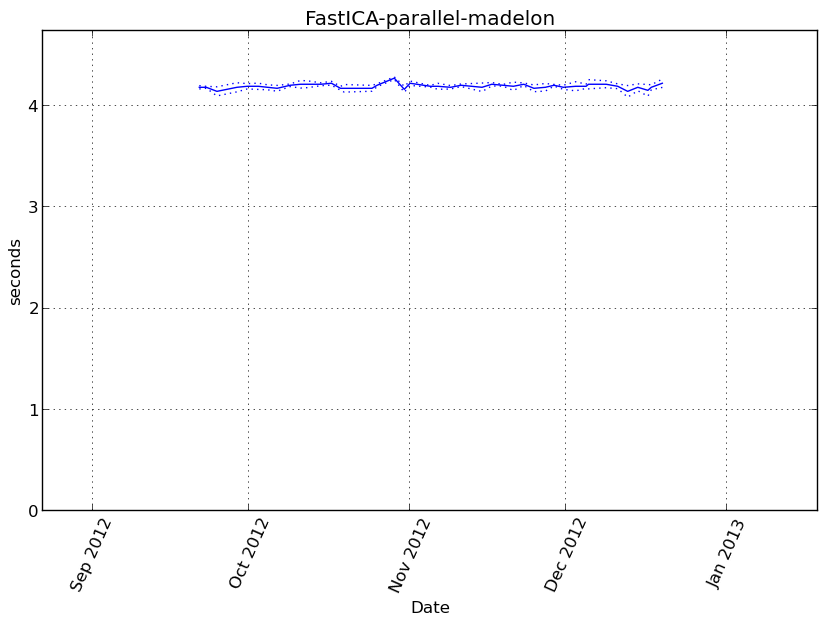 FastICA-parallel-madelon
seconds
4
3
2
1
0
Sep 2012
Oct 2012
Nov 2012
Dec 2012
Jan 2013
Date